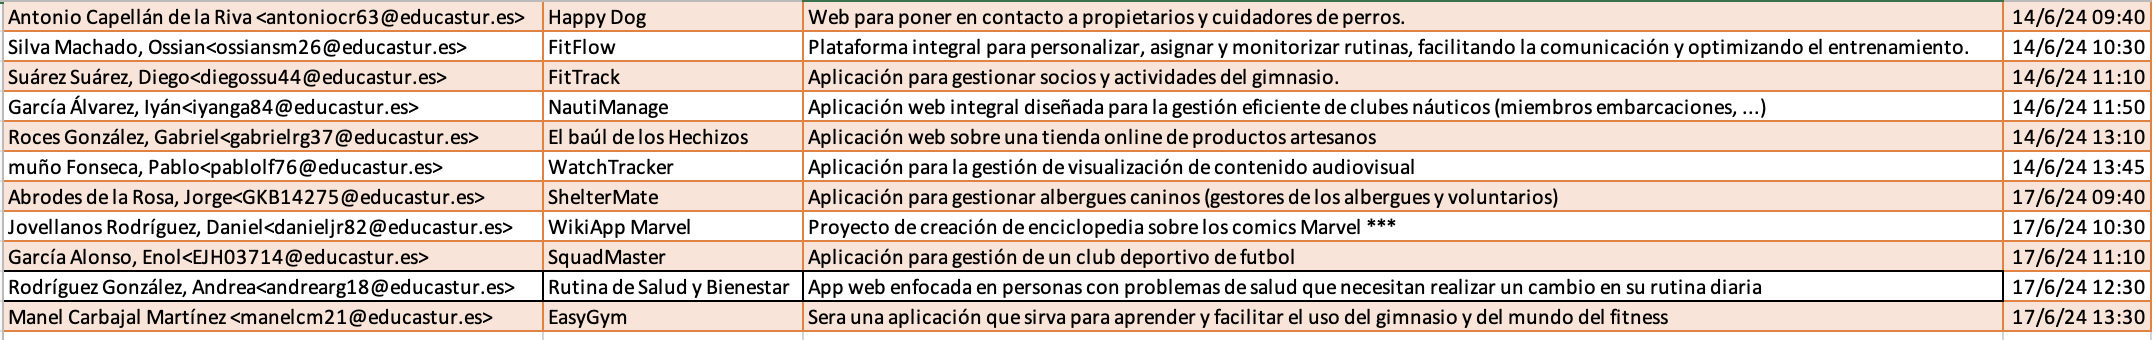 Antonio Capellán de la Riva <antoniocr63@educastur.es> Happy Dog Web para poner en contacto a propietarios y cuidadores de perros. 14/6/24 09:40
Silva Machado, Ossian<ossiansm26@educastur.es> FitFlow Plataforma integral para personalizar, asignar y monitorizar rutinas, facilitando la comunicación y optimizando el entrenamiento. 14/6/24 10:30
Suárez Suárez, Diego<diegossu44@educastur.es> FitTrack Aplicación para gestionar socios y actividades del gimnasio. 14/6/24 11:10
García Álvarez, Iyán<iyanga84@educastur.es> NautiManage Aplicación web integral diseñada para la gestión eficiente de clubes náuticos (miembros embarcaciones, ...) 14/6/24 11:50
Roces González, Gabriel<gabrielrg37@educastur.es> El baúl de los Hechizos Aplicación web sobre una tienda online de productos artesanos 14/6/24 13:10
muño Fonseca, Pablo<pablolf76@educastur.es> WatchTracker Aplicación para la gestión de visualización de contenido audiovisual 14/6/24 13:45
Abrodes de la Rosa, Jorge<GKB14275@educastur.es> ShelterMate Aplicación para gestionar albergues caninos (gestores de los albergues y voluntarios) 17/6/24 09:40
Jovellanos Rodríguez, Daniel<danieljr82@educastur.es> WikiApp Marvel Proyecto de creación de enciclopedia sobre los comics Marvel *** 17/6/24 10:30
García Alonso, Enol<EJH03714@educastur.es> SquadMaster Aplicación para gestión de un club deportivo de futbol 17/6/24 11:10
Rodríguez González, Andrea<andrearg18@educastur.es> Rutina de Salud y Bienestar App web enfocada en personas con problemas de salud que necesitan realizar un cambio en su rutina diaria 17/6/24 12:30
Manel Carbajal Martínez <manelcm21@educastur.es> EasyGym Sera una aplicación que sirva para aprender y facilitar el uso del gimnasio y del mundo del fitness 17/6/24 13:30